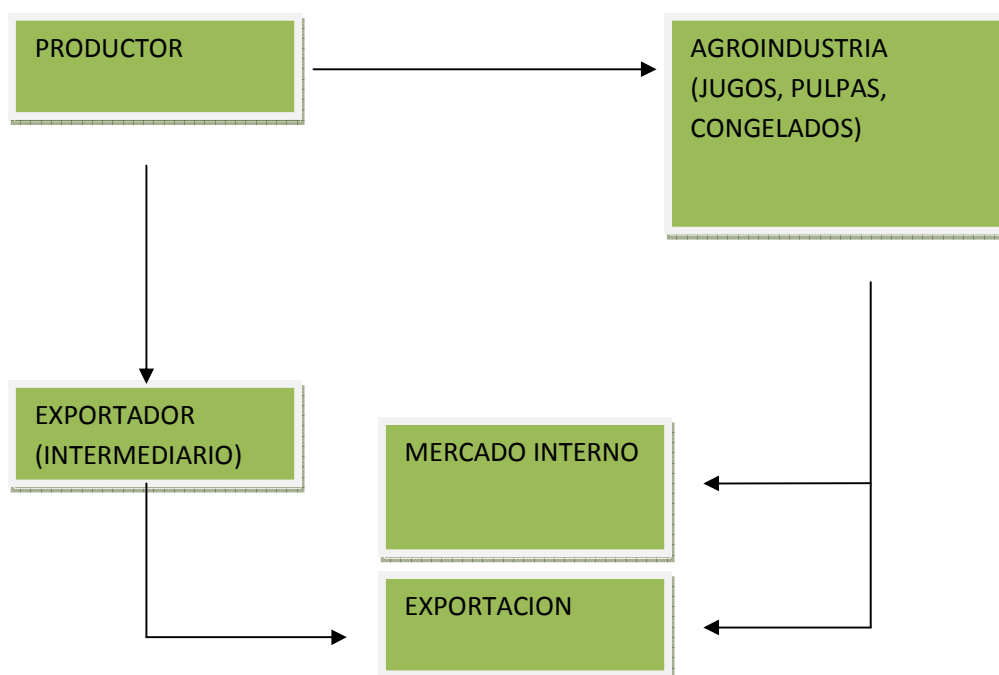 PRODUCTOR
AGROINDUSTRIA
(JUGOS, PULPAS,
CONGELADOS)
EXPORTADOR
(INTERMEDIARIO)
MERCADO INTERNO
EXPORTACION